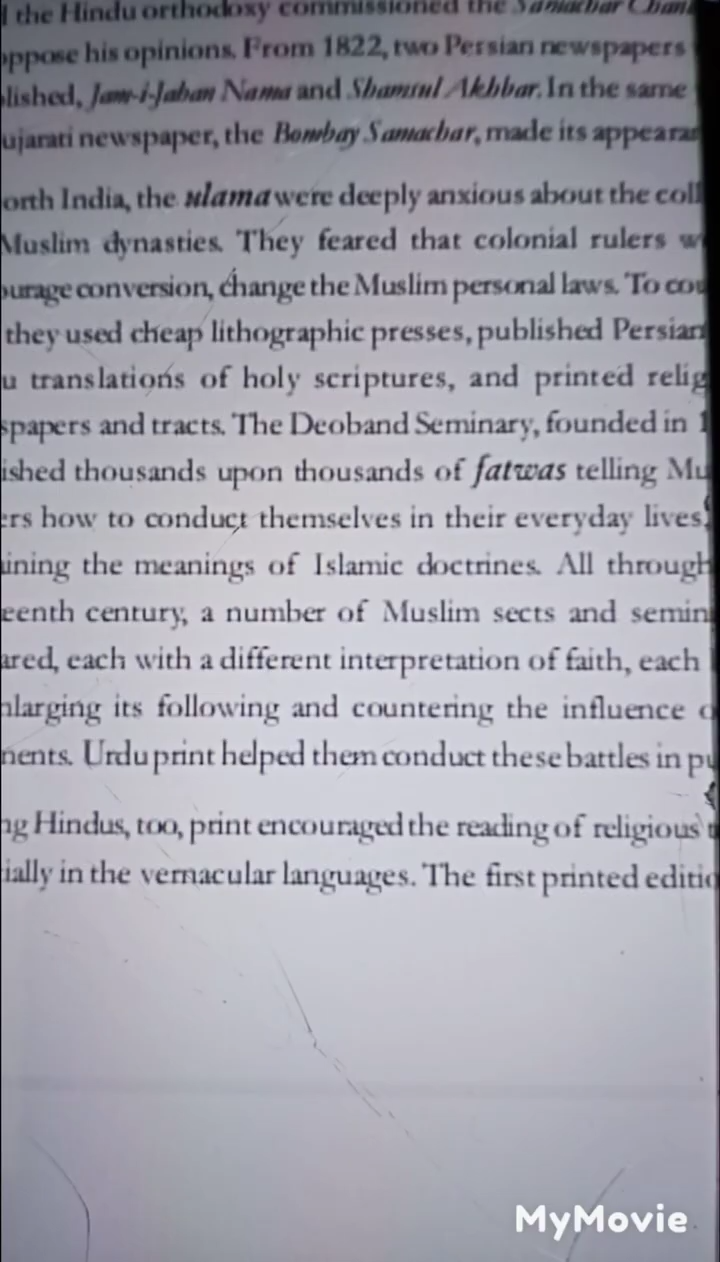 the Hindu orthodoxy commissioned the Samachar
oppose his opinions. From 1822, two Persian newspapers
lished, Jam-i-Jahan Nama and Shamsul Akhbar. In the same
ujarati newspaper, the Bombay Samachar, made its appearan
orth India, the ulama were deeply anxious about the coll
Muslim dynasties. They feared that colonial rulers w
ourage conversion, change the Muslim personal laws. To cou
they used cheap lithographic presses, published Persian
u translations of holy scriptures, and printed relig
spapers and tracts. The Deoband Seminary, founded in 1
ished thousands upon thousands of fatwas telling Mu
ers how to conduct themselves in their everyday lives,
ining the meanings of Islamic doctrines. All through
eenth century, a number of Muslim sects and semin
ared, each with a different interpretation of faith, each
nlarging its following and countering the influence o
nents. Urdu print helped them conduct these battles in pu
ng Hindus, too, print encouraged the reading of religious t
ially in the vernacular languages. The first printed editio
MyMovie